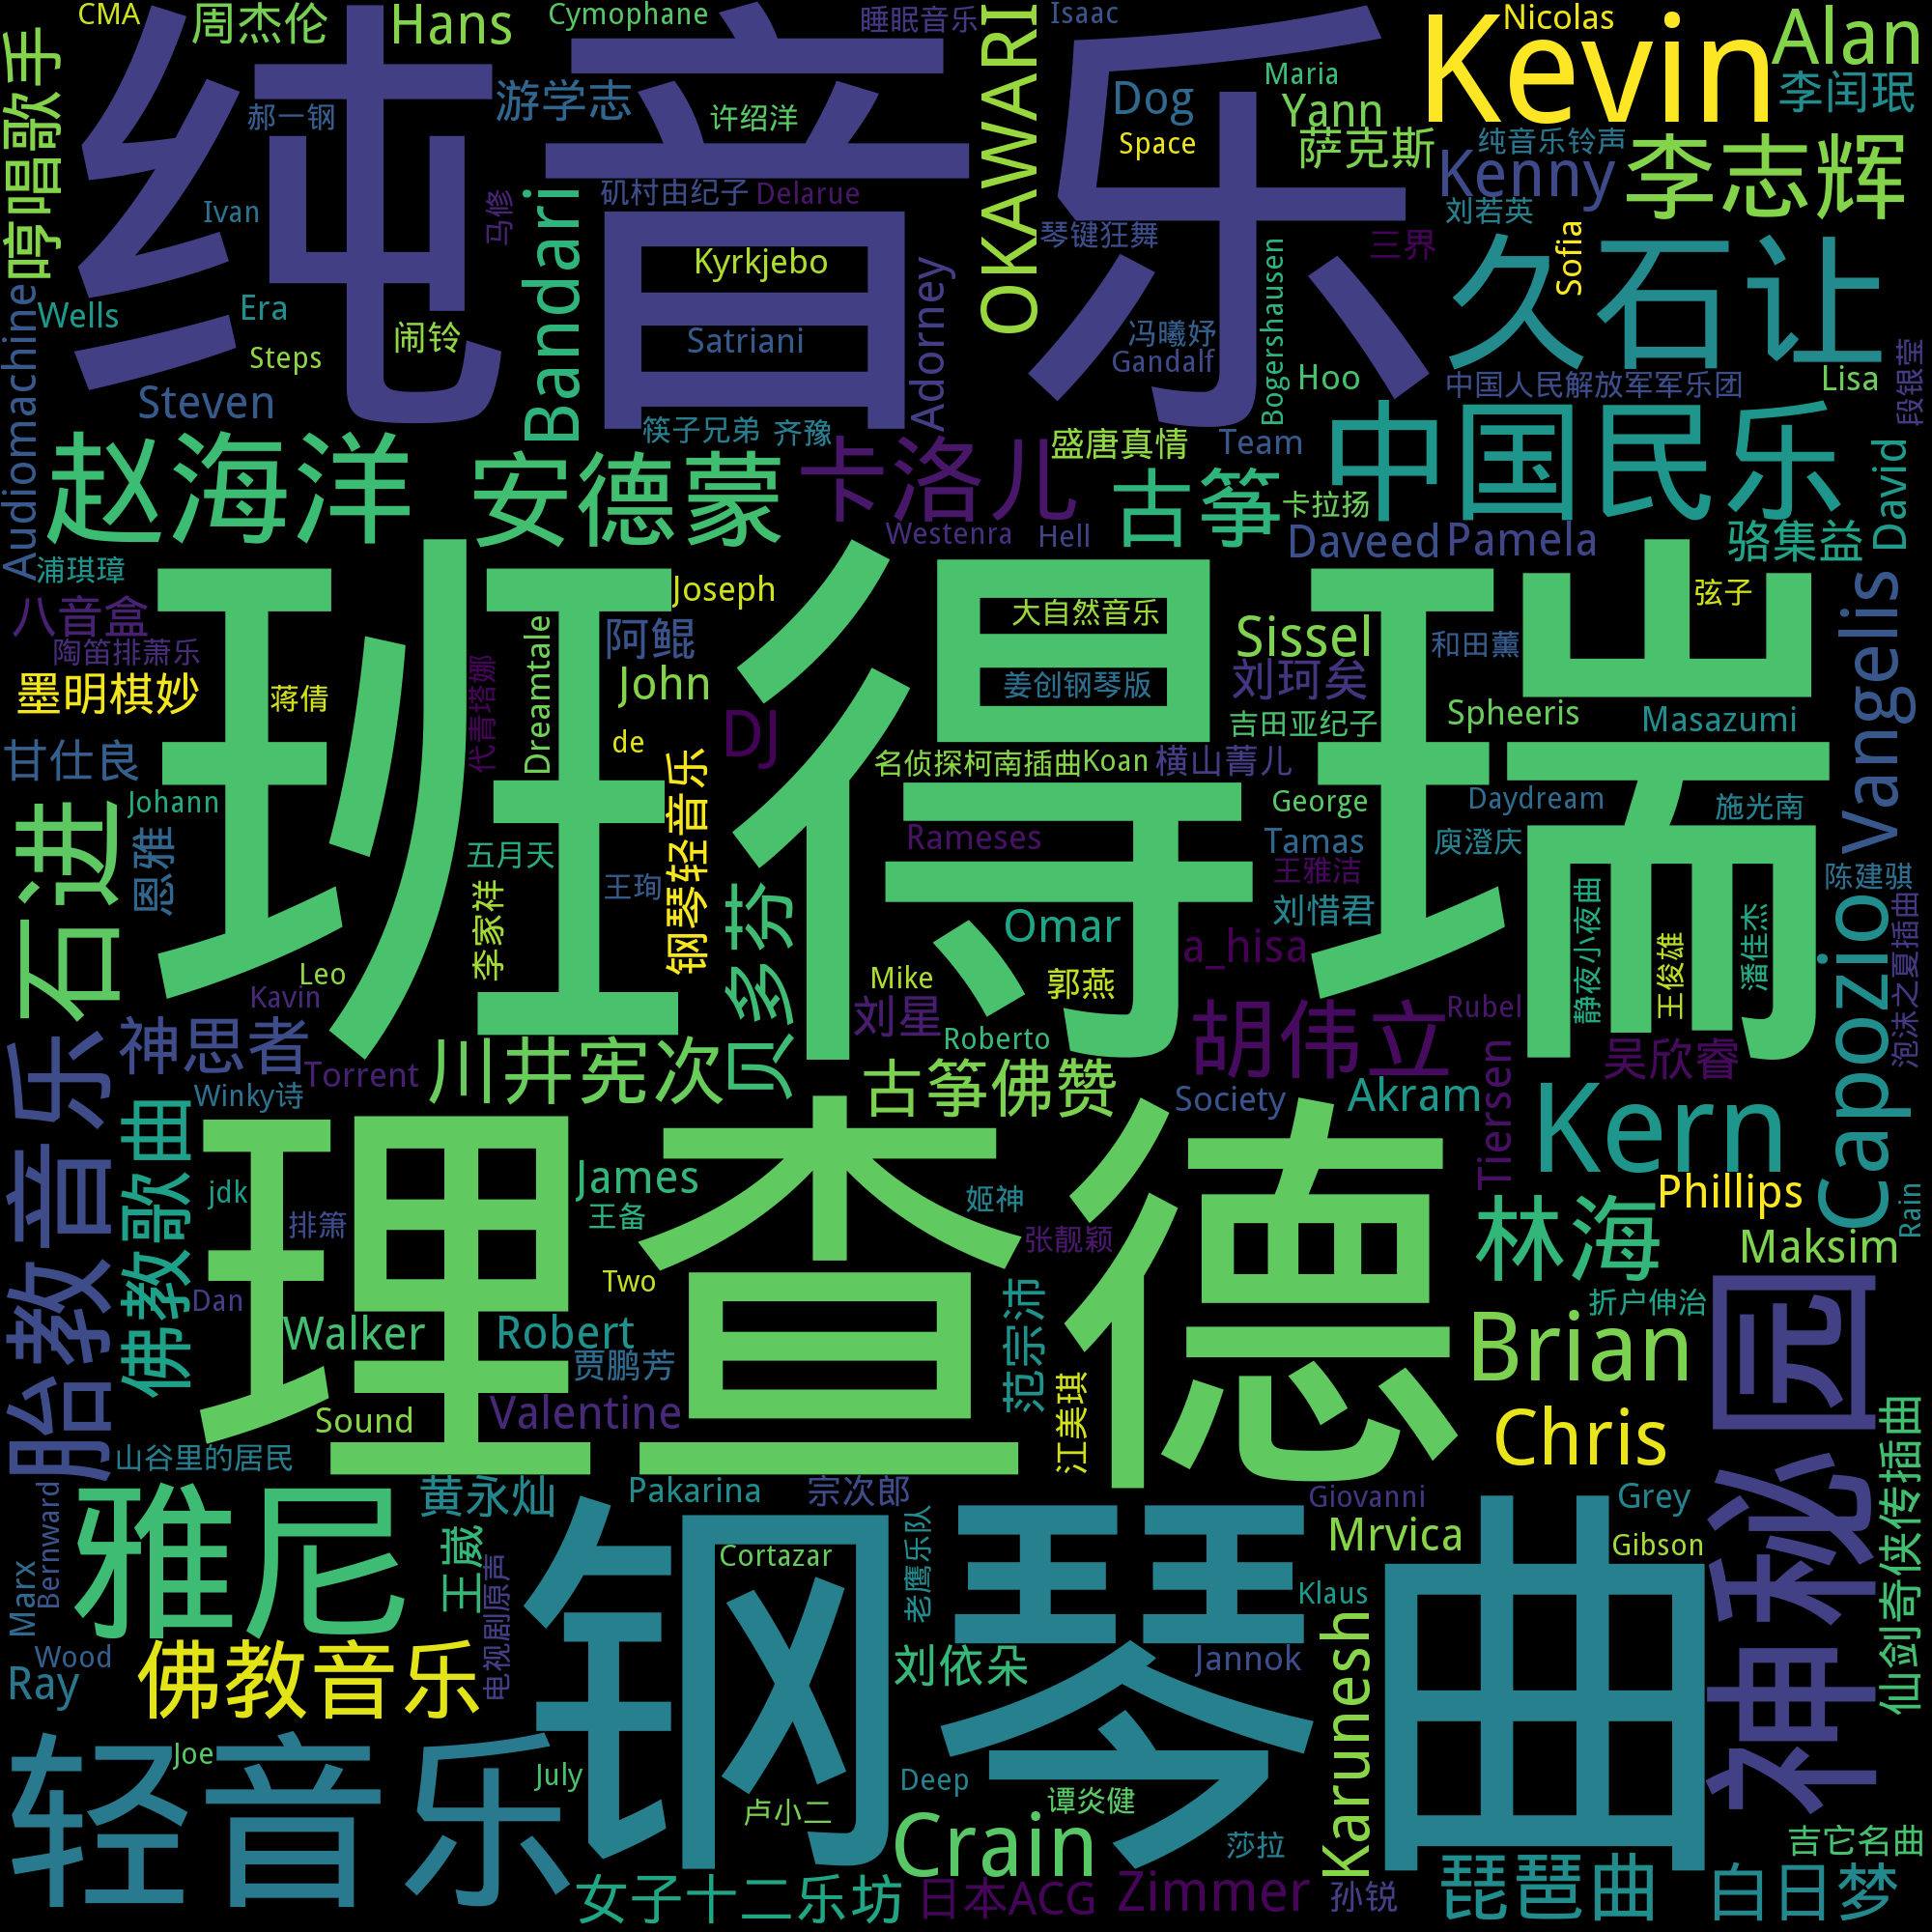 CMA
周杰伦
Hans
Cymophane
睡眠音乐
OKAWARI
Isaac
Kevin
Nicolas
Alan
哼唱歌手
纯音乐
郝一钢
游学志
许绍洋
Dog
Maria
Yann
Space
萨克斯
纯音乐铃声
李闰珉
Kenny
李志辉
Ivan
马修
Bandari
矶村由纪子
Delarue
琴键狂舞
三界
刘若英
Sofia
久石让
Audiomachine
Wells
Era
Kyrkjebo
Satriani
Adorney
冯曦妤
Gandalf
Bogershausen
Hoo
Steps
闹铃
Steven
中国人民解放军军乐团
Lisa
段银莹
筷子兄弟
齐豫
赵海洋
安德蒙
卡洛儿
盛唐真情
Team
中国民乐
David
古筝
卡拉扬
Westenra
Hell
Daveed
Pamela
骆集益
浦琪璋
八音盒
陶笛排萧乐
墨明棋妙
蒋倩
班得瑞
代青塔娜
Dreamtale
Joseph
阿鲲
John
de
DJ
大自然音乐
姜创钢琴版
Sissel
刘珂矣
吉田亚纪子
和田薰
弦子
Spheeris
Masazumi
Vangelis
甘仕良
Johann
恩雅
石进
五月天
李家祥
王珣
钢琴轻音乐
名侦探柯南插曲
Koan
横山菁儿
George
Daydream
施光南
Rameses
Tamas
庾澄庆
王雅洁
刘惜君
陈建骐
贝多芬
Omar
a_hisa
静夜小夜曲
王俊雄
潘佳杰
Capozio
泡沫之夏插曲
Leo
Kavin
Mike
郭燕
刘星
Roberto
胡伟立
Rubel
吴欣睿
胎教音乐
神思者
Torrent
川井宪次
古筝佛赞
Society
Akram
Tiersen
Kern
Winky诗
佛教歌曲
jdk
排箫
Dan
理查德
James
王备
姬神
张靓颖
Two
林海
Phillips
Maksim
Rain
Walker
Robert
贾鹏芳
范宗沛
折户伸治
Brian
神秘园
Sound
Valentine
江美琪
Chris
山谷里的居民
仙剑奇侠传插曲
Bernward
Marx
雅尼
黄永灿
王崴
Pakarina
宗次郎
Giovanni
Grey
Mrvica
Gibson
钢琴曲
Cortazar
老鹰乐队
Klaus
电视剧原声
Wood
Ray
佛教音乐
刘依朵
Jannok
Karunesh
轻音乐
Joe
July
Deep
卢小二
谭炎健
Crain
莎拉
吉它名曲
女子十二乐坊
日本ACG
Zimmer
孙锐
琵琶曲
白日梦